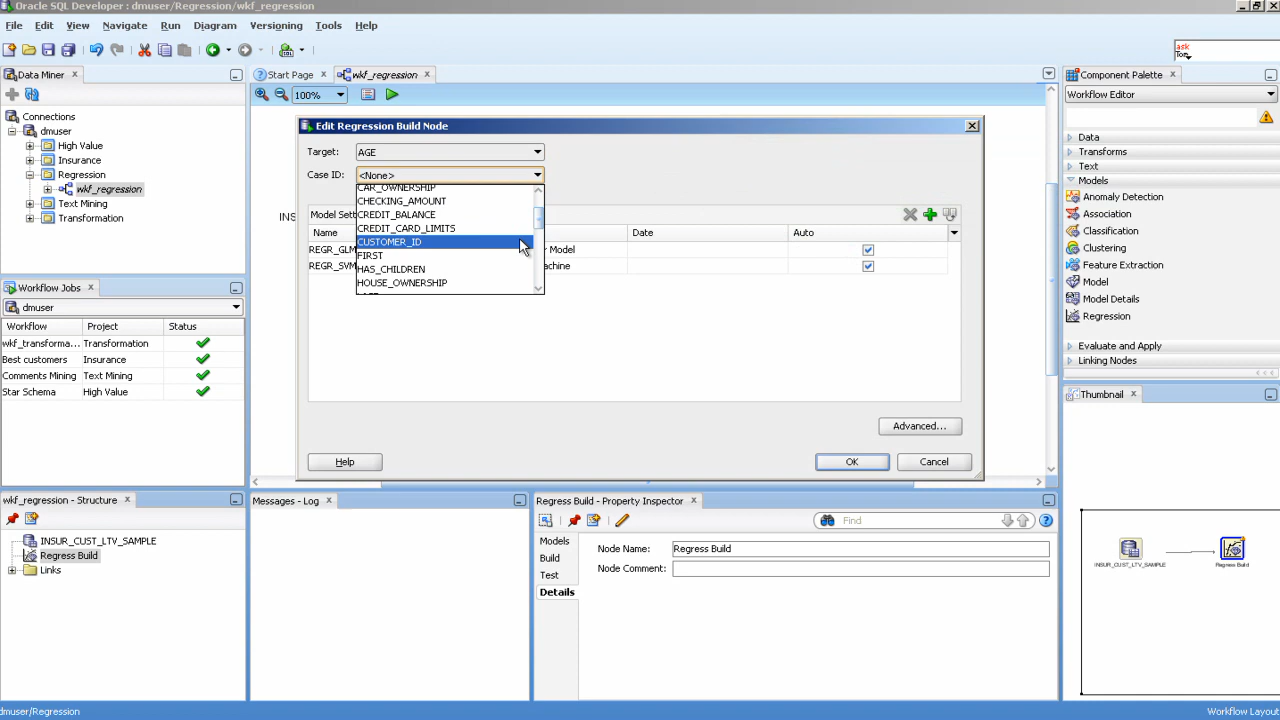 Oracle SQL Developer : dmuser/Regression/wkf_regression
File Edit View Navigate Run Diagram Versioning Tools Help
ask
Tom
Data Miner
Connections
dmuser
High Value
Insurance
Regression
wkf_regression
Text Mining
Transformation
Workflow Jobs
dmuser
Workflow Project Status
wkf_transforma... Transformation
Best customers Insurance
Comments Mining Text Mining
Star Schema High Value
wkf_regression - Structure
INSUR_CUST_LTV_SAMPLE
Regress Build
Links
Start Page wkf_regression
100%
INS
Edit Regression Build Node
Target: AGE
Case ID: <None>
CAR_OWNERSHIP
CHECKING_AMOUNT
CREDIT_BALANCE
CREDIT_CARD_LIMITS
CUSTOMER_ID
FIRST
HAS_CHILDREN
HOUSE_OWNERSHIP
Model Sett
Name Date Auto
REGR_GLM r Model
REGR_SVM achine
Advanced...
Help OK Cancel
Messages - Log
Regress Build - Property Inspector
Find
Models
Build
Test
Details
Node Name: Regress Build
Node Comment:
Component Palette
Workflow Editor
Data
Transforms
Text
Models
Anomaly Detection
Association
Classification
Clustering
Feature Extraction
Model
Model Details
Regression
Evaluate and Apply
Linking Nodes
Thumbnail
INSUR_CUST_LTV_SAMPLE Regress Build
dmuser/Regression Workflow Layout